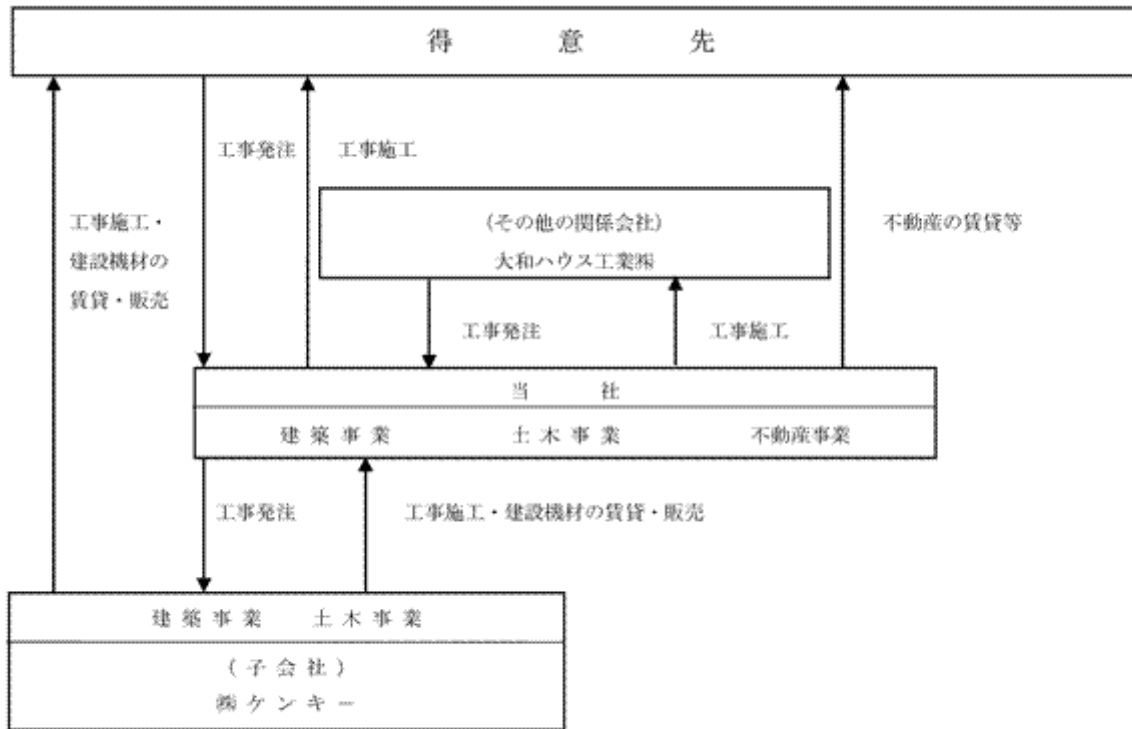 得意先
工事発注
工事施工
工事施工・
建設機材の
賃貸・販売
(その他の関係会社)
大和ハウス工業㈱
不動産の賃貸等
工事発注
工事施工
当社
建築事業 土木事業 不動産事業
工事発注
工事施工・建設機材の賃貸・販売
建築事業 土木事業
(子会社)
㈱ケンキー